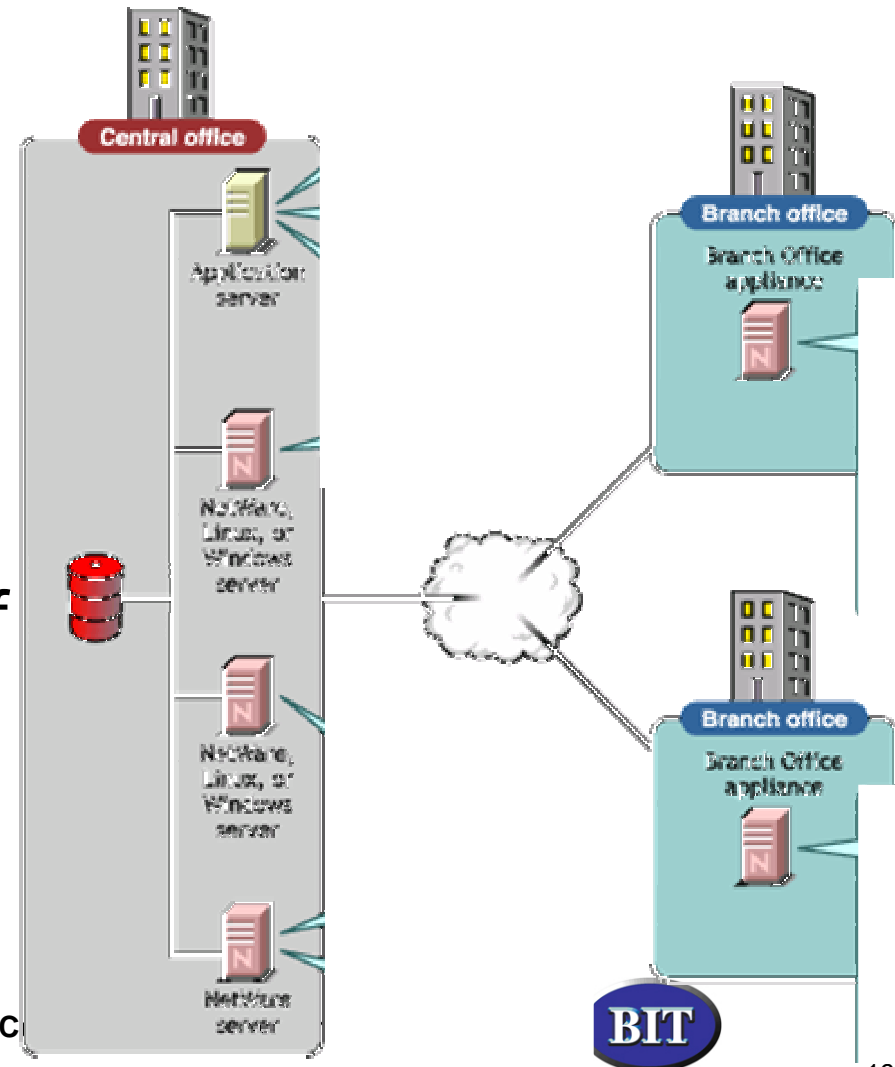 Central office
Application
server
NetWare,
Linux, or
Windows
server
NetWare,
Linux, or
Windows
server
NetWare
server
Branch office
Branch Office
appliance
N
Branch office
Branch Office
appliance
N
N
N
N
BIT